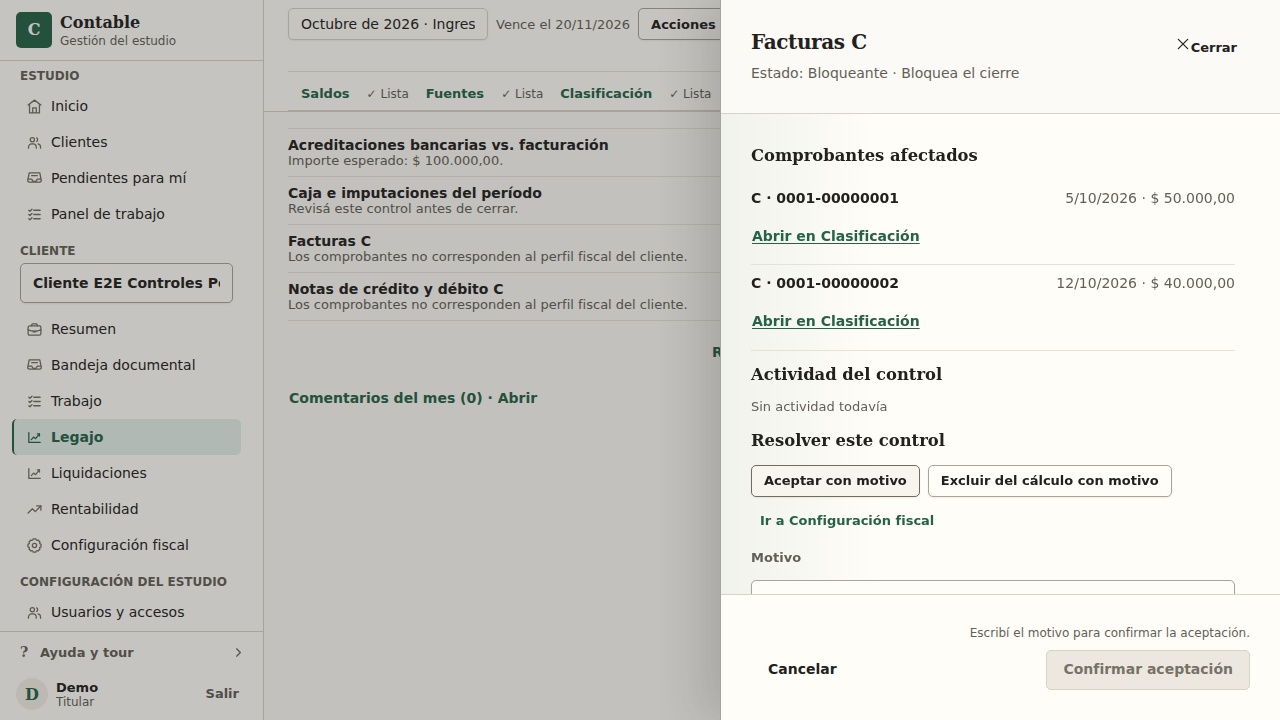 C
Contable
Gestión del estudio
ESTUDIO
Inicio
Clientes
Pendientes para mí
Panel de trabajo
CLIENTE
Cliente E2E Controles
Resumen
Bandeja documental
Trabajo
Legajo
Liquidaciones
Rentabilidad
Configuración fiscal
CONFIGURACIÓN DEL ESTUDIO
Usuarios y accesos
? Ayuda y tour
D
Demo
Titular
Salir
Octubre de 2026 · Ingres
Vence el 20/11/2026
Acciones
Saldos ✓ Lista Fuentes ✓ Lista Clasificación ✓ Lista
Acreditaciones bancarias vs. facturación
Importe esperado: $ 100.000,00.
Caja e imputaciones del período
Revisá este control antes de cerrar.
Facturas C
Los comprobantes no corresponden al perfil fiscal del cliente.
Notas de crédito y débito C
Los comprobantes no corresponden al perfil fiscal del cliente.
Comentarios del mes (0) · Abrir
Facturas C
Cerrar
Estado: Bloqueante · Bloquea el cierre
Comprobantes afectados
C · 0001-00000001 5/10/2026 · $ 50.000,00
Abrir en Clasificación
C · 0001-00000002 12/10/2026 · $ 40.000,00
Abrir en Clasificación
Actividad del control
Sin actividad todavía
Resolver este control
Aceptar con motivo Excluir del cálculo con motivo
Ir a Configuración fiscal
Motivo
Escribí el motivo para confirmar la aceptación.
Cancelar Confirmar aceptación